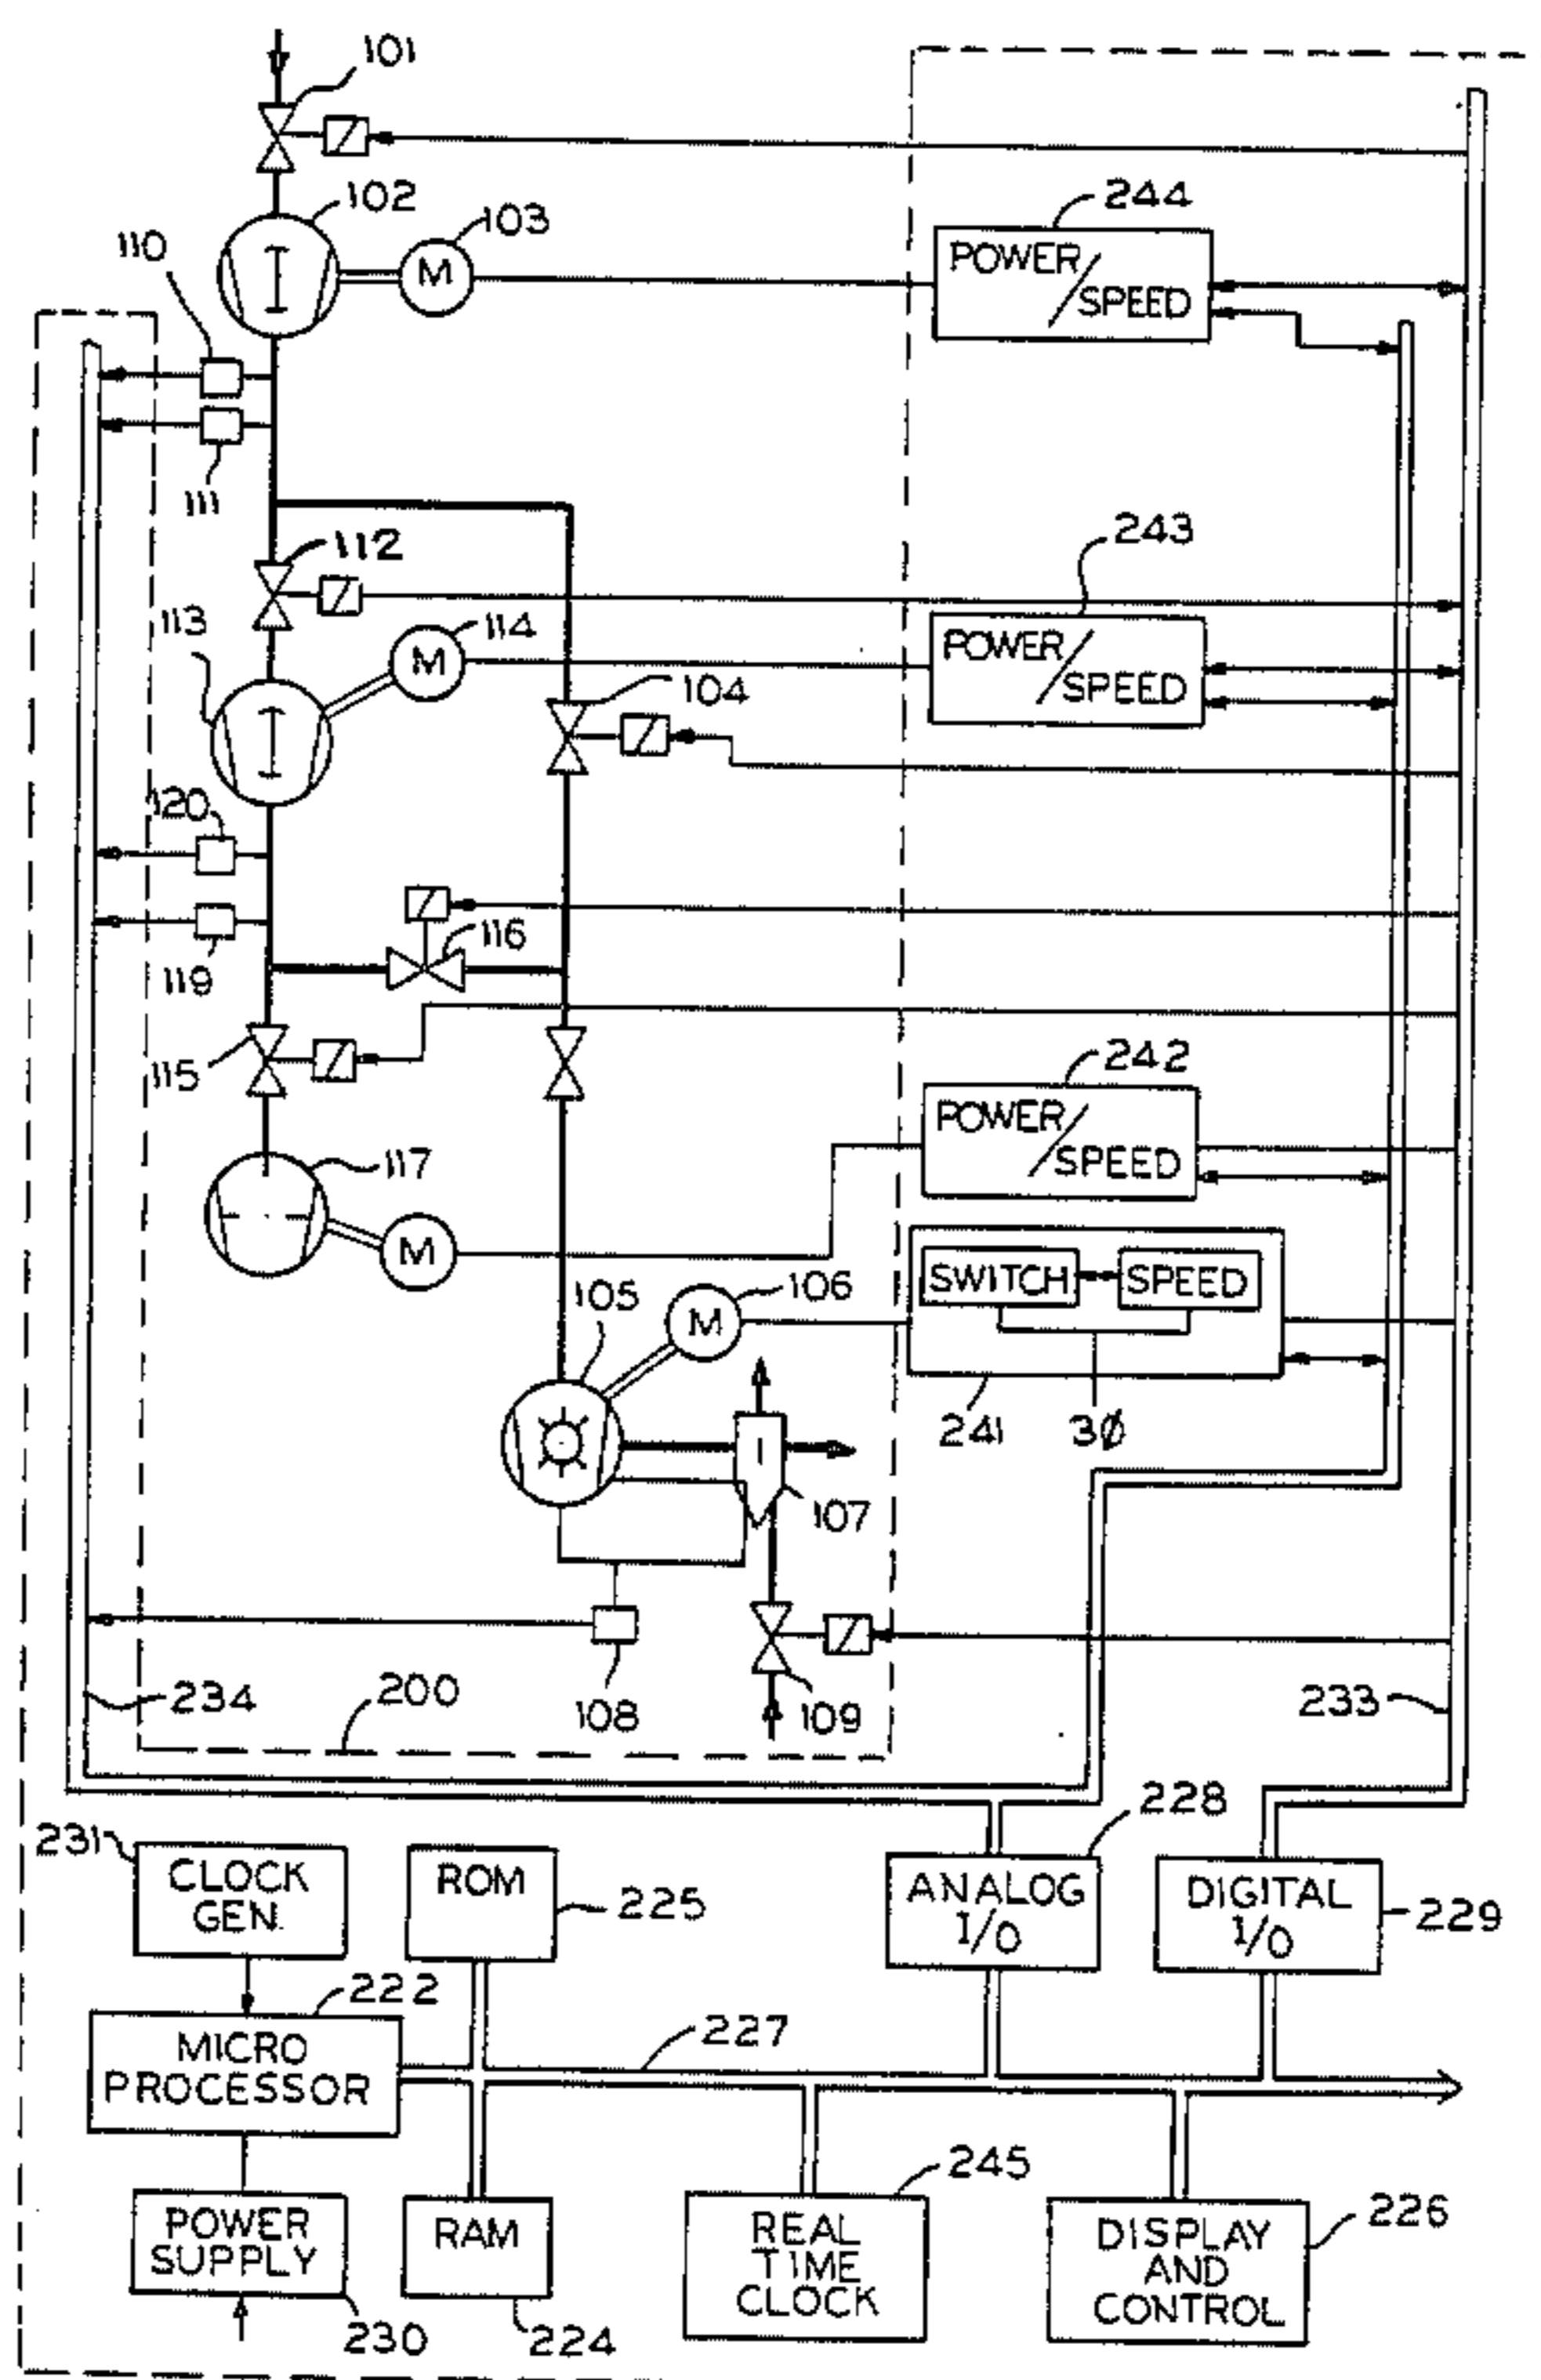 101
102
103
M
110
111
244
POWER/SPEED
112
113
114
M
104
243
POWER/SPEED
120
119
116
115
117
M
242
POWER/SPEED
105
106
M
SWITCH
SPEED
241
3Ø
107
108
109
234
200
233
231
CLOCK
GEN.
ROM
225
228
ANALOG
I/O
DIGITAL
I/O
229
222
MICRO
PROCESSOR
227
POWER
SUPPLY
230
RAM
224
245
REAL
TIME
CLOCK
226
DISPLAY
AND
CONTROL